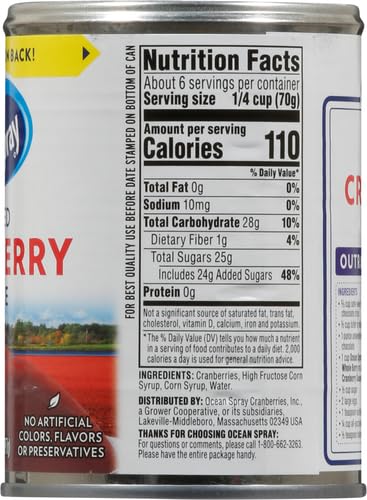 M BACK!
ray
D
ERRY
E
NO ARTIFICIAL
COLORS, FLAVORS
OR PRESERVATIVES
FOR BEST QUALITY USE BEFORE DATE STAMPED ON BOTTOM OF CAN
Nutrition Facts
About 6 servings per container
Serving size 1/4 cup (70g)
Amount per serving
Calories 110
% Daily Value*
Total Fat 0g 0%
Sodium 10mg 0%
Total Carbohydrate 28g 10%
Dietary Fiber 1g 4%
Total Sugars 25g
Includes 24g Added Sugars 48%
Protein 0g
Not a significant source of saturated fat, trans fat,
cholesterol, vitamin D, calcium, iron and potassium.
*The % Daily Value (DV) tells you how much a nutrient
in a serving of food contributes to a daily diet. 2,000
calories a day is used for general nutrition advice.
INGREDIENTS: Cranberries, High Fructose Corn
Syrup, Corn Syrup, Water.
DISTRIBUTED BY: Ocean Spray Cranberries, Inc.,
a Grower Cooperative, or its subsidiaries,
Lakeville-Middleboro, Massachusetts 02349 USA
THANKS FOR CHOOSING OCEAN SPRAY:
For questions or comments, please call 1-800-662-3263.
Please have the entire package handy.
CR
OUTR
INGREDIENTS